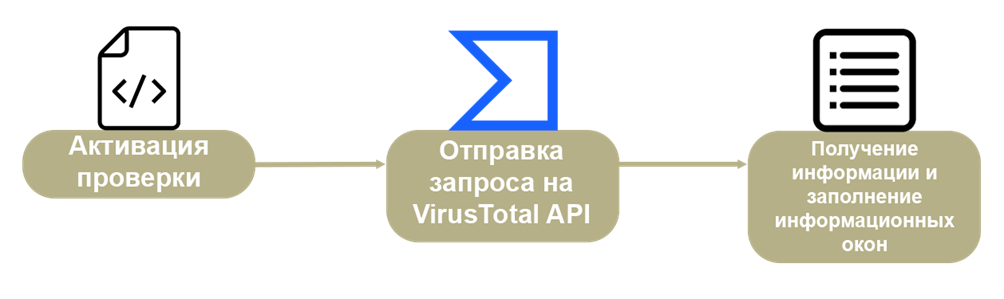 Активация
проверки
Отправка
запроса на
VirusTotal API
Получение
информации и
заполнение
информационных
окон